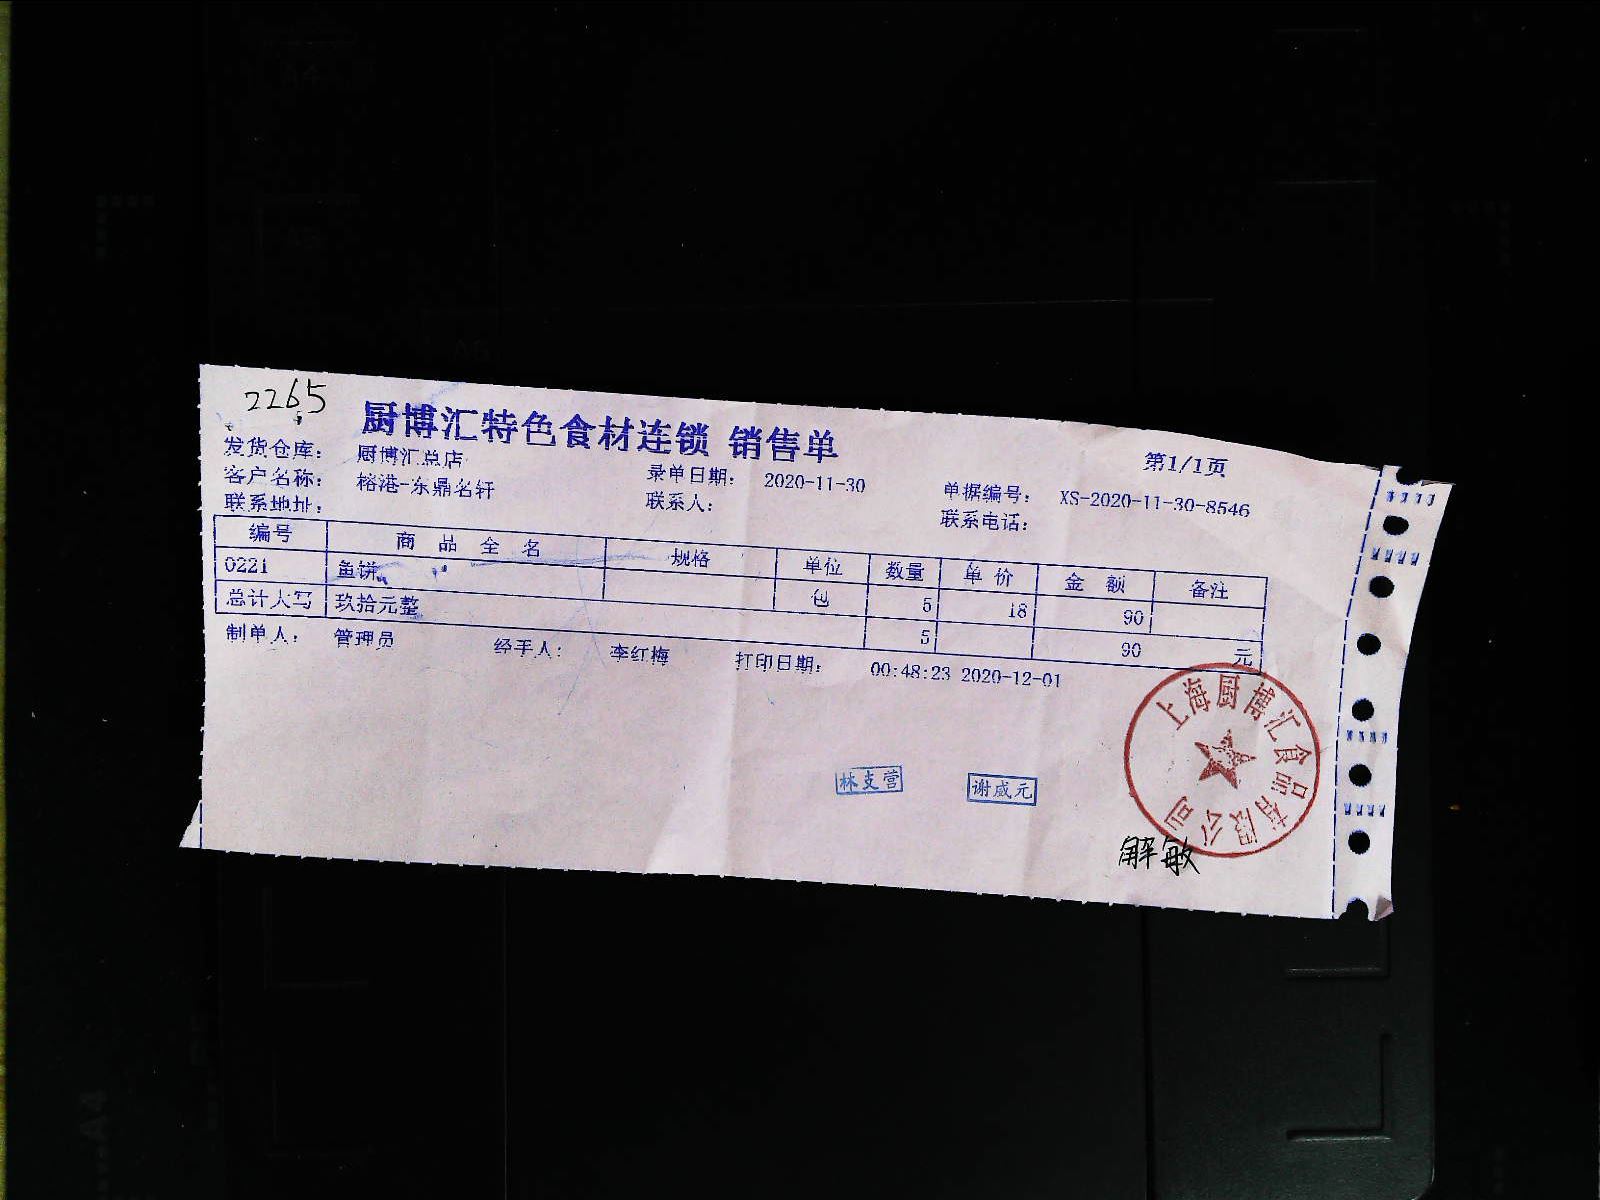 2265
厨博汇特色食材连锁 销售单
第1/1页
发货仓库： 厨博汇总店
录单日期： 2020-11-30
单据编号： XS-2020-11-30-8546
客户名称： 榕港-东鼎名轩
联系人：
联系电话：
联系地址：
编号 商品全名 规格 单位 数量 单价 金额 备注
0221 鱼饼 包 5 18 90
总计大写 玖拾元整 5 90 元
制单人： 管理员 经手人： 李红梅 打印日期： 00:48:23 2020-12-01
上海厨博汇食品有限公司
林支营
谢咸元
解敏